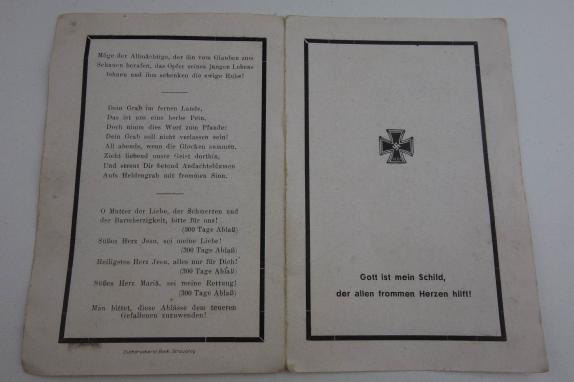 Möge der Allmächtige, der ihn vom Glauben zum
Schauen berufen, das Opfer seines jungen Lebens
lohnen und ihm schenken die ewige Ruhe!
Dein Grab im fernen Lande,
Das ist uns eine herbe Pein,
Doch nimm dies Wort zum Pfande:
Dein Grab soll nicht verlassen sein!
All abends, wenn die Glocken summen,
Zieht liebend unser Geist dorthin,
Und streut Dir betend Andachtsblumen
Aufs Heldengrab mit frommen Sinn.
O Mutter der Liebe, der Schmerzen und
der Barmherzigkeit, bitte für uns!
(300 Tage Ablaß)
Süßes Herz Jesu, sei meine Liebe!
(300 Tage Ablaß)
Heiligstes Herz Jesu, alles nur für Dich!
(300 Tage Ablaß)
Süßes Herz Mariä, sei meine Rettung!
(300 Tage Ablaß)
Man bittet, diese Ablässe dem teueren
Gefallenen zuzuwenden!
Buchdruckerei Beck, Straubing
Gott ist mein Schild,
der allen frommen Herzen hilft!